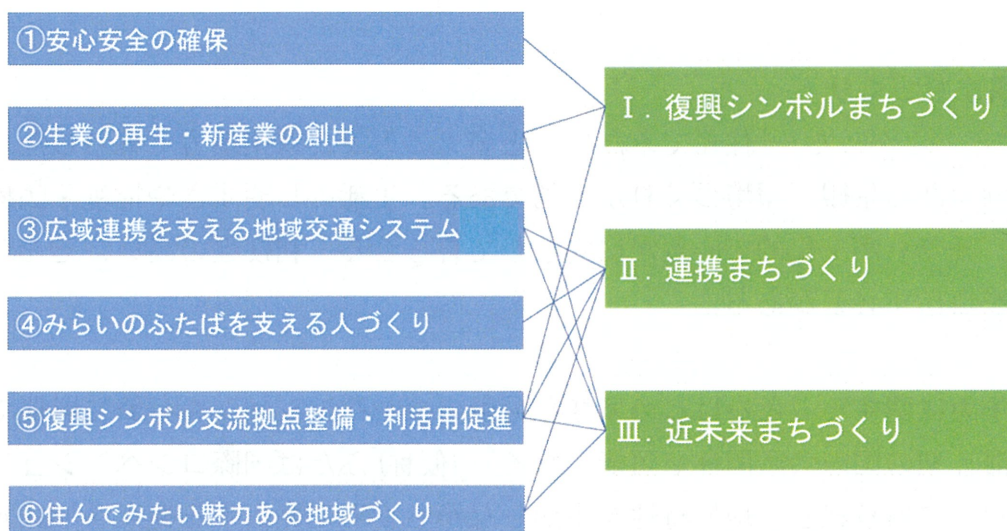 ①安心安全の確保
②生業の再生・新産業の創出
③広域連携を支える地域交通システム
④みらいのふたばを支える人づくり
⑤復興シンボル交流拠点整備・利活用促進
⑥住んでみたい魅力ある地域づくり
Ⅰ. 復興シンボルまちづくり
Ⅱ. 連携まちづくり
Ⅲ. 近未来まちづくり